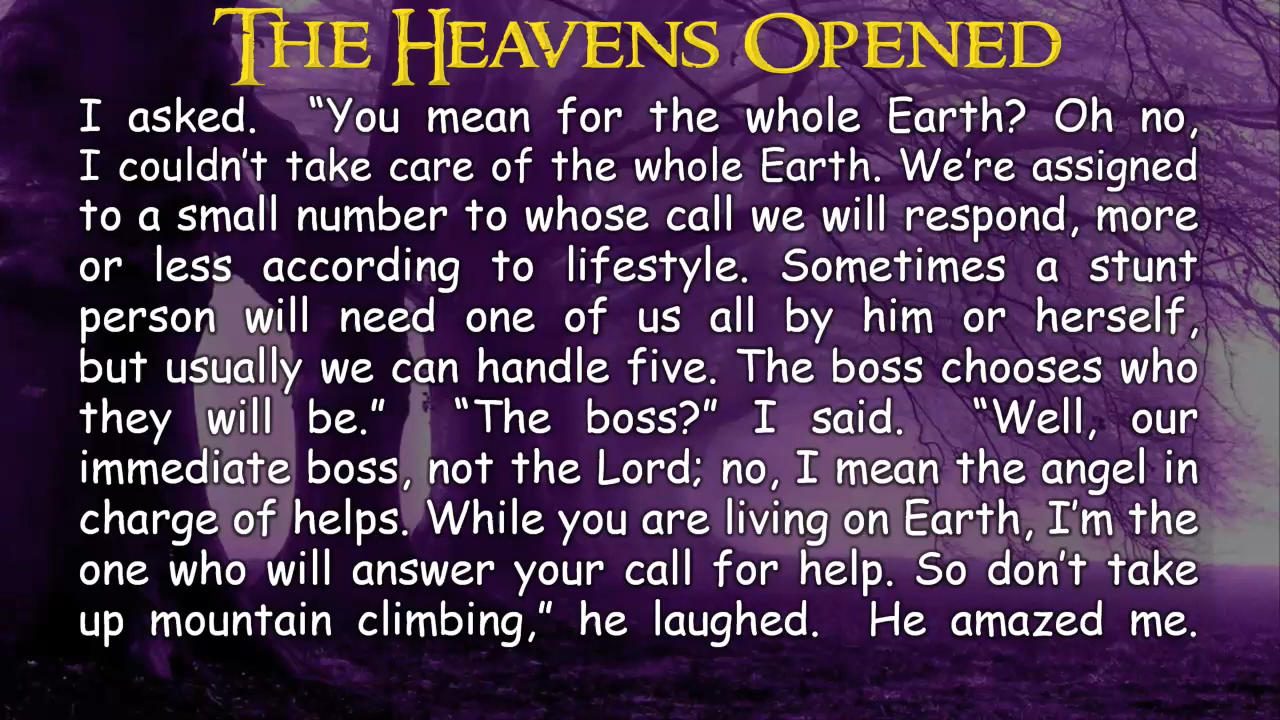 THE HEAVENS OPENED
I asked. “You mean for the whole Earth? Oh no,
I couldn’t take care of the whole Earth. We’re assigned
to a small number to whose call we will respond, more
or less according to lifestyle. Sometimes a stunt
person will need one of us all by him or herself,
but usually we can handle five. The boss chooses who
they will be.” “The boss?” I said. “Well, our
immediate boss, not the Lord; no, I mean the angel in
charge of helps. While you are living on Earth, I’m the
one who will answer your call for help. So don’t take
up mountain climbing,” he laughed. He amazed me.